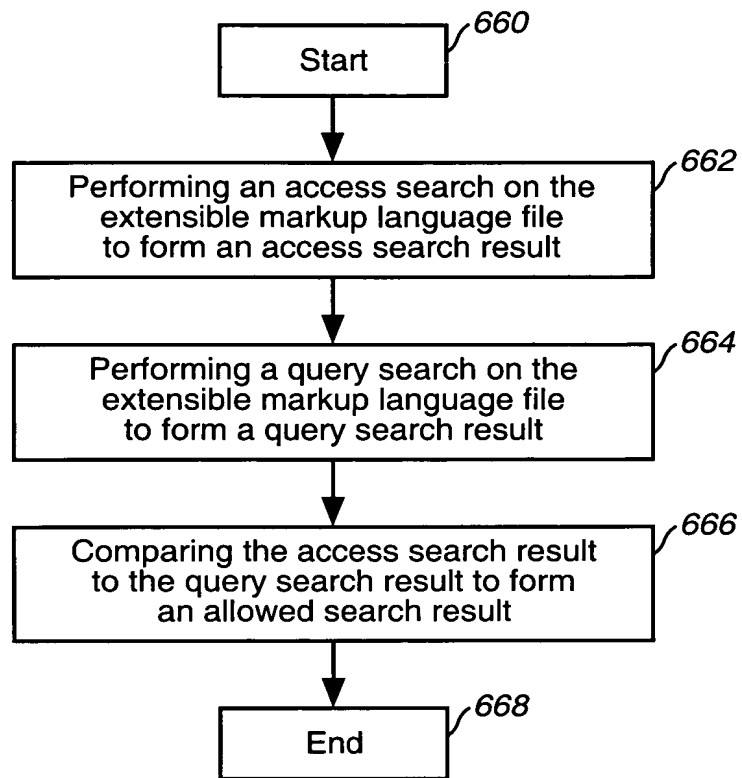 660
Start
662
Performing an access search on the
extensible markup language file
to form an access search result
664
Performing a query search on the
extensible markup language file
to form a query search result
666
Comparing the access search result
to the query search result to form
an allowed search result
668
End